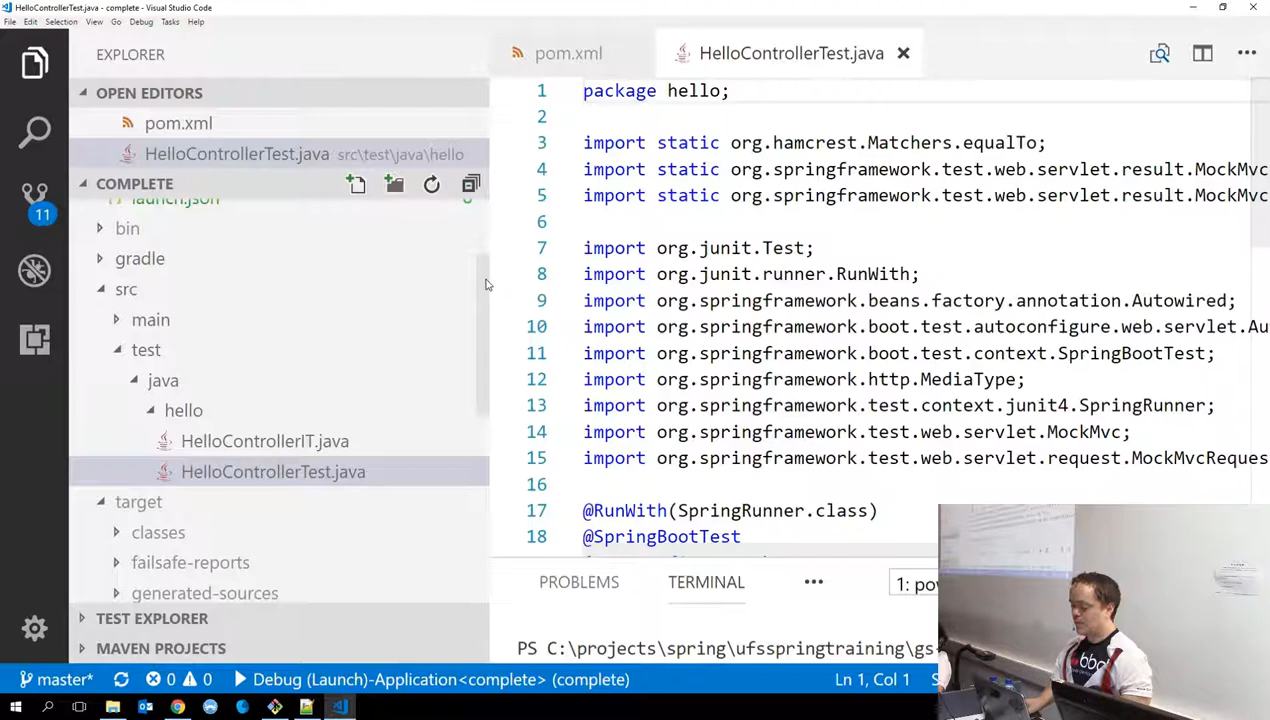 HelloControllerTest.java - complete - Visual Studio Code
File Edit Selection View Go Debug Tasks Help
EXPLORER
OPEN EDITORS
pom.xml
HelloControllerTest.java src\test\java\hello
COMPLETE
launch.json
bin
gradle
src
main
test
java
hello
HelloControllerIT.java
HelloControllerTest.java
target
classes
failsafe-reports
generated-sources
TEST EXPLORER
MAVEN PROJECTS
11
pom.xml HelloControllerTest.java
1 package hello;
2
3 import static org.hamcrest.Matchers.equalTo;
4 import static org.springframework.test.web.servlet.result.MockMvc
5 import static org.springframework.test.web.servlet.result.MockMvc
6
7 import org.junit.Test;
8 import org.junit.runner.RunWith;
9 import org.springframework.beans.factory.annotation.Autowired;
10 import org.springframework.boot.test.autoconfigure.web.servlet.Au
11 import org.springframework.boot.test.context.SpringBootTest;
12 import org.springframework.http.MediaType;
13 import org.springframework.test.context.junit4.SpringRunner;
14 import org.springframework.test.web.servlet.MockMvc;
15 import org.springframework.test.web.servlet.request.MockMvcReques
16
17 @RunWith(SpringRunner.class)
18 @SpringBootTest
PROBLEMS TERMINAL ••• 1: pow
PS C:\projects\spring\ufsspringtraining\gs-
master* 0 0 Debug (Launch)-Application<complete> (complete) Ln 1, Col 1 S